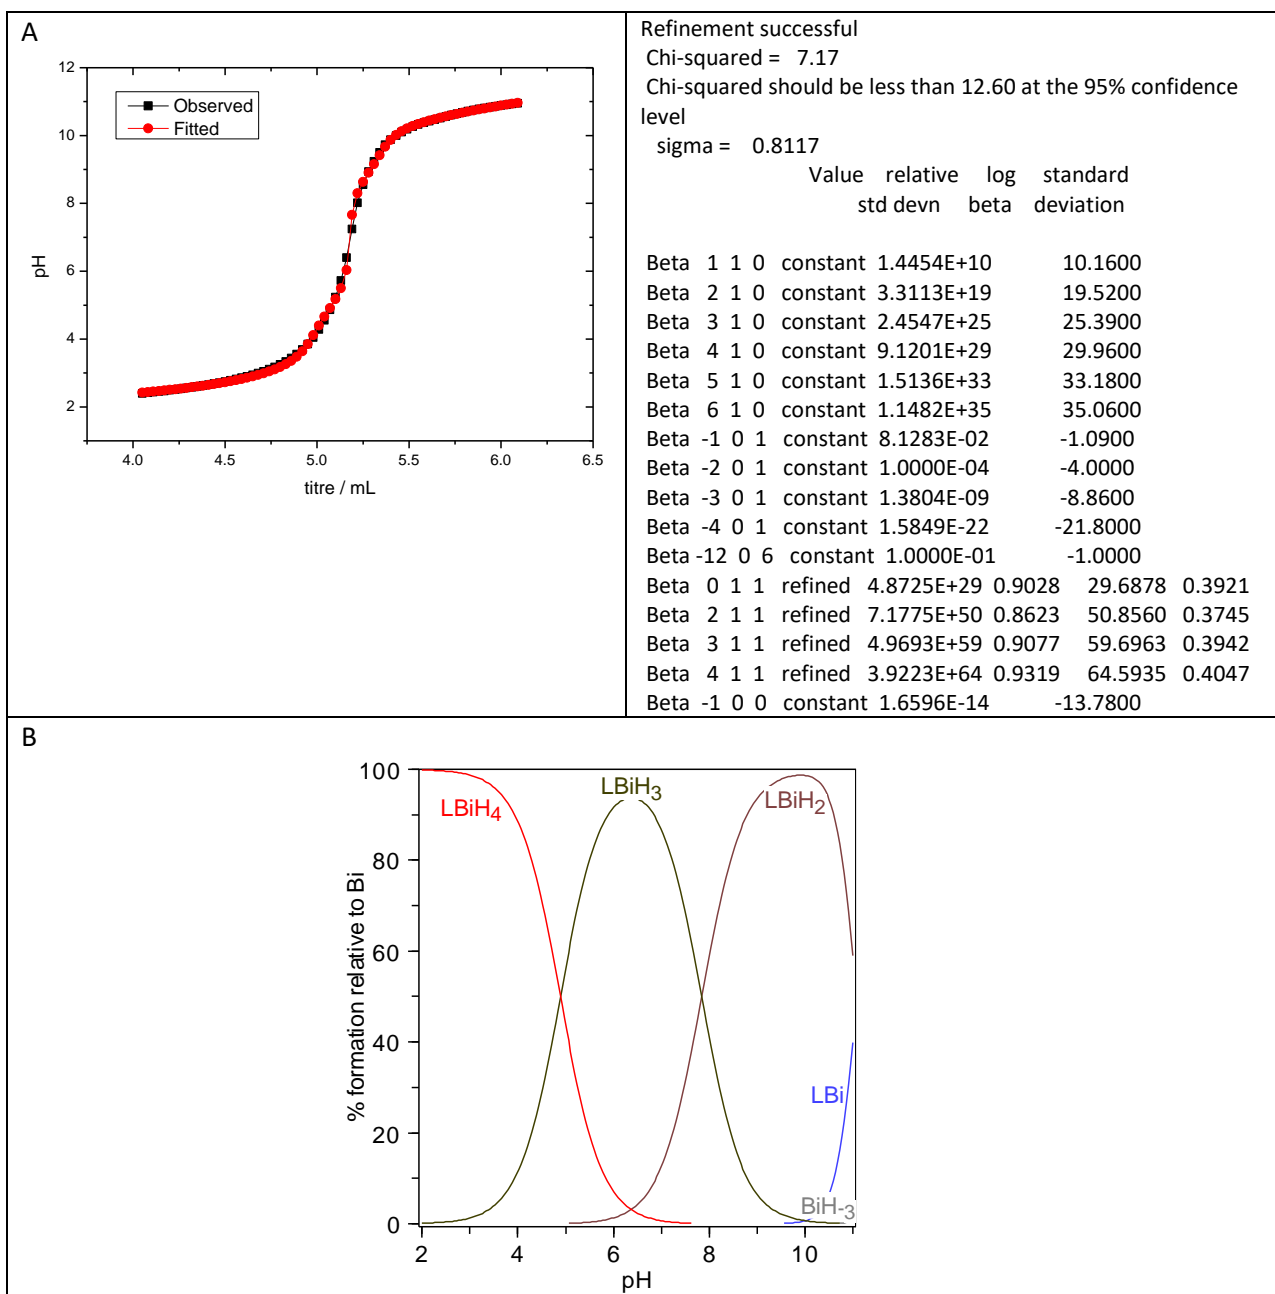 A
12
10
8
6
4
2
pH
Observed
Fitted
4.0 4.5 5.0 5.5 6.0 6.5
titre / mL
Refinement successful
Chi-squared = 7.17
Chi-squared should be less than 12.60 at the 95% confidence
level
sigma = 0.8117
Value relative log standard
std devn beta deviation
Beta 1 1 0 constant 1.4454E+10 10.1600
Beta 2 1 0 constant 3.3113E+19 19.5200
Beta 3 1 0 constant 2.4547E+25 25.3900
Beta 4 1 0 constant 9.1201E+29 29.9600
Beta 5 1 0 constant 1.5136E+33 33.1800
Beta 6 1 0 constant 1.1482E+35 35.0600
Beta -1 0 1 constant 8.1283E-02 -1.0900
Beta -2 0 1 constant 1.0000E-04 -4.0000
Beta -3 0 1 constant 1.3804E-09 -8.8600
Beta -4 0 1 constant 1.5849E-22 -21.8000
Beta -12 0 6 constant 1.0000E-01 -1.0000
Beta 0 1 1 refined 4.8725E+29 0.9028 29.6878 0.3921
Beta 2 1 1 refined 7.1775E+50 0.8623 50.8560 0.3745
Beta 3 1 1 refined 4.9693E+59 0.9077 59.6963 0.3942
Beta 4 1 1 refined 3.9223E+64 0.9319 64.5935 0.4047
Beta -1 0 0 constant 1.6596E-14 -13.7800
B
100
80
60
40
20
0
% formation relative to Bi
LBiH4
LBiH3
LBiH2
LBi
BiH-3
2 4 6 8 10
pH